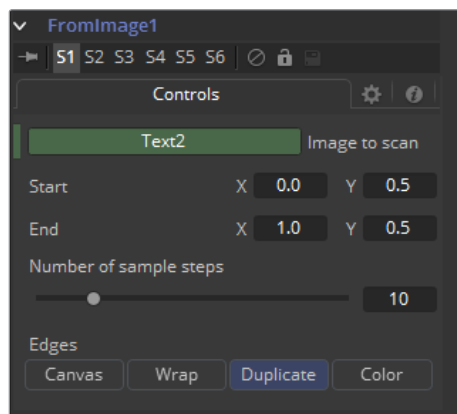 FromImage1
S1 S2 S3 S4 S5 S6
Controls
Text2 Image to scan
Start X 0.0 Y 0.5
End X 1.0 Y 0.5
Number of sample steps
10
Edges
Canvas Wrap Duplicate Color